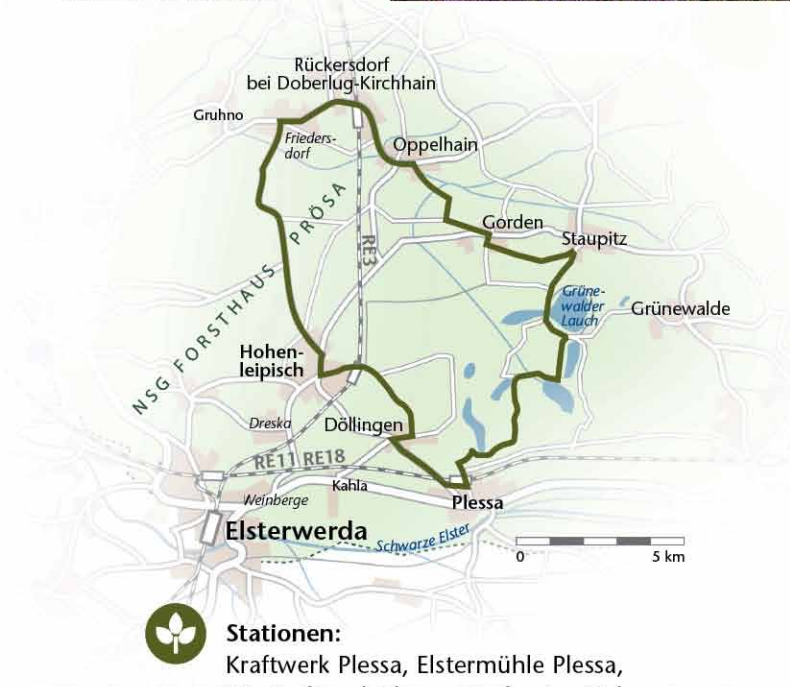 Rückersdorf
bei Doberlug-Kirchhain
Gruhno
Frieders-
dorf
Oppelhain
NSG FORSTHAUS PRÖSA
RE3
Gorden
Staupitz
Grüne-
walder
Lauch
Grünewalde
Hohen-
leipisch
Dreska
Döllingen
RE11 RE18
Kahla
Weinberge
Plessa
Elsterwerda
Schwarze Elster
0 5 km
Stationen:
Kraftwerk Plessa, Elstermühle Plessa,